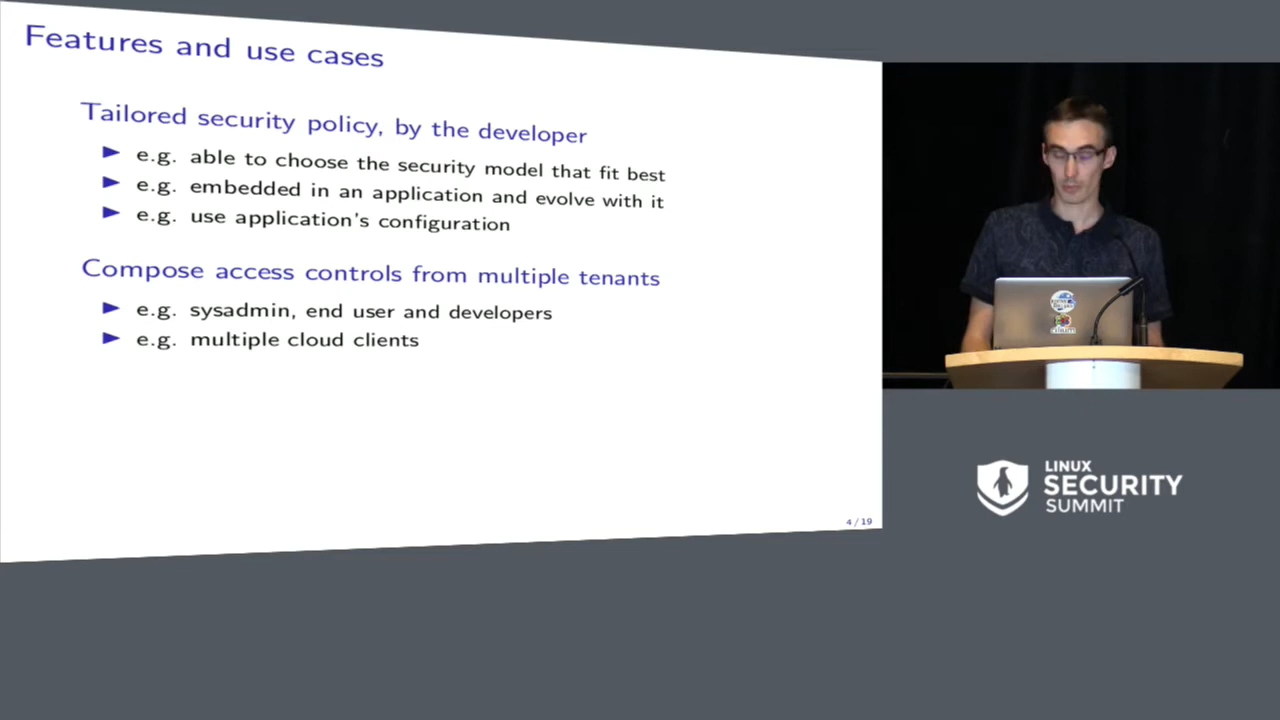 Features and use cases
Tailored security policy, by the developer
▶ e.g. able to choose the security model that fit best
▶ e.g. embedded in an application and evolve with it
▶ e.g. use application's configuration
Compose access controls from multiple tenants
▶ e.g. sysadmin, end user and developers
▶ e.g. multiple cloud clients
4 / 19
LINUX
SECURITY
SUMMIT